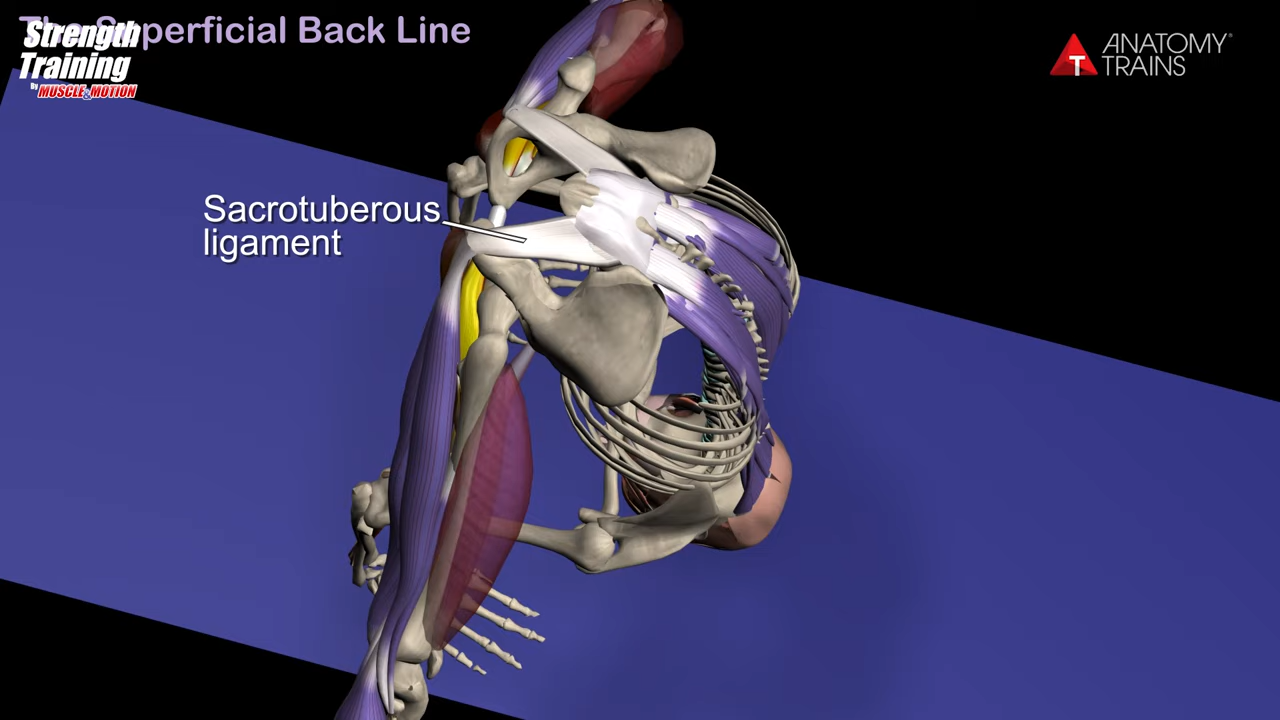 The Superficial Back Line
Strength
Training
By MUSCLE&MOTION
ANATOMY
TRAINS
Sacrotuberous
ligament